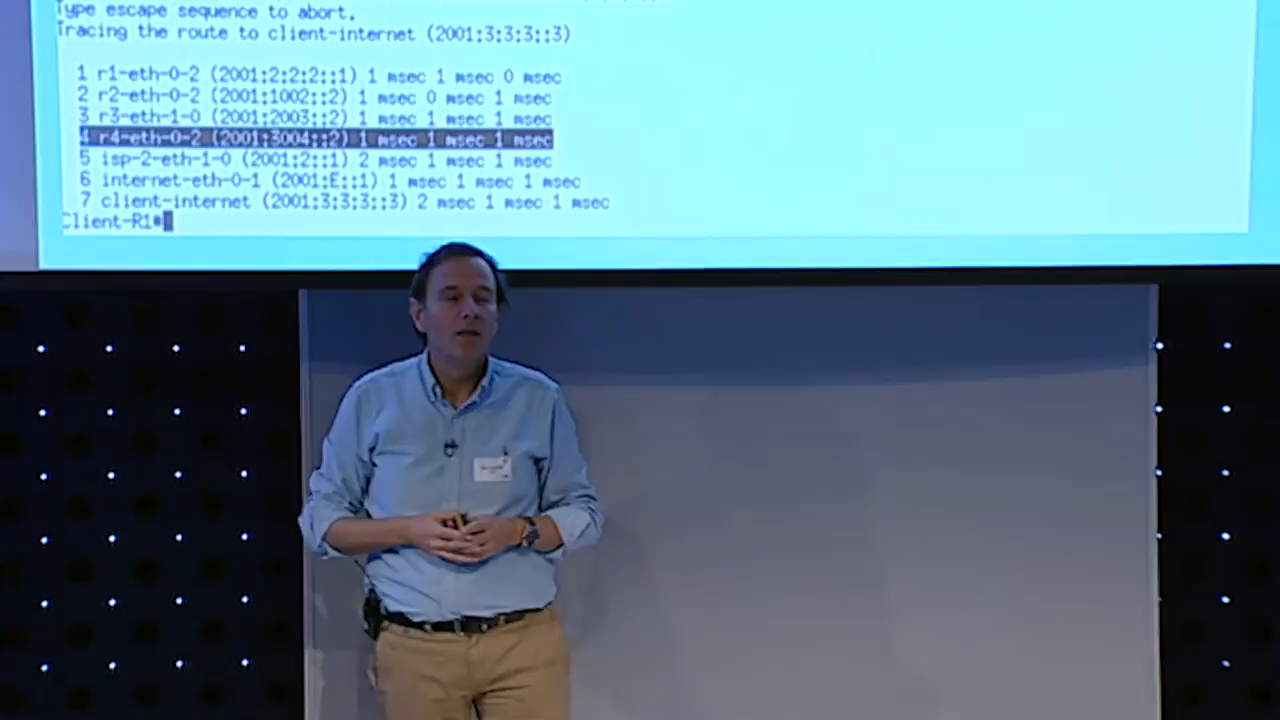 Type escape sequence to abort.
Tracing the route to client-internet (2001:3:3:3::3)
1 r1-eth-0-2 (2001:2:2:2::1) 1 msec 1 msec 0 msec
2 r2-eth-0-2 (2001:1002::2) 1 msec 0 msec 1 msec
3 r3-eth-1-0 (2001:2003::2) 1 msec 1 msec 1 msec
4 r4-eth-0-2 (2001:3004::2) 1 msec 1 msec 1 msec
5 isp-2-eth-1-0 (2001:2::1) 2 msec 1 msec 1 msec
6 internet-eth-0-1 (2001:E::1) 1 msec 1 msec 1 msec
7 client-internet (2001:3:3:3::3) 2 msec 1 msec 1 msec
Client-R1#